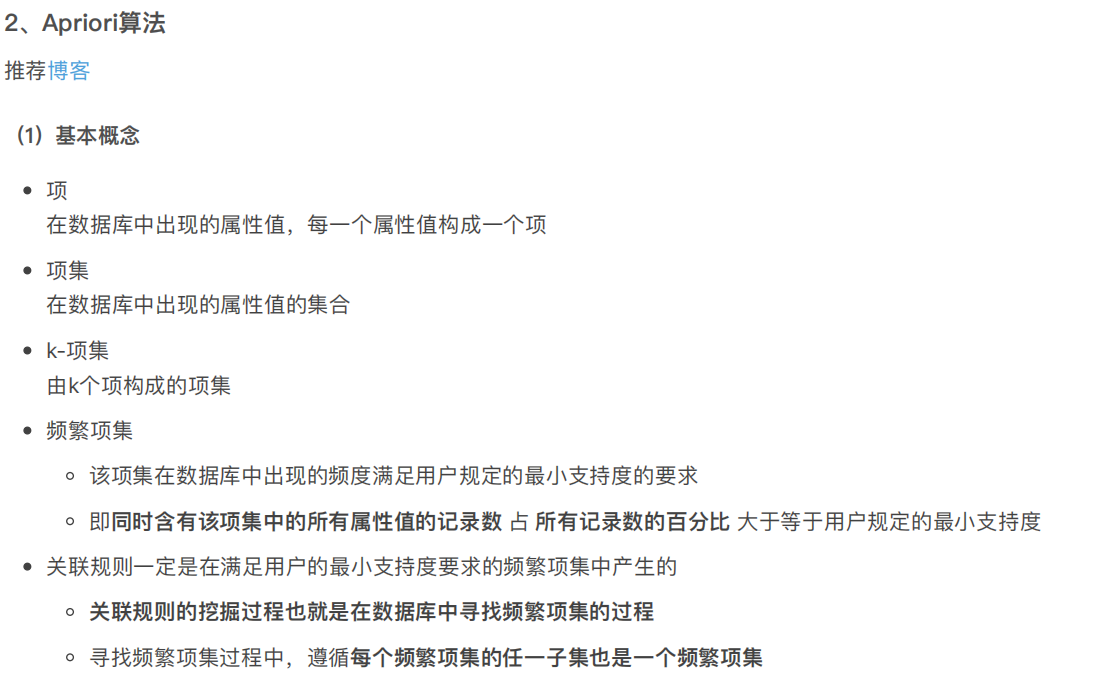 2、Apriori算法
推荐博客
（1）基本概念
项
在数据库中出现的属性值，每一个属性值构成一个项
项集
在数据库中出现的属性值的集合
k-项集
由k个项构成的项集
频繁项集
该项集在数据库中出现的频度满足用户规定的最小支持度的要求
即同时含有该项集中的所有属性值的记录数 占 所有记录数的百分比 大于等于用户规定的最小支持度
关联规则一定是在满足用户的最小支持度要求的频繁项集中产生的
关联规则的挖掘过程也就是在数据库中寻找频繁项集的过程
寻找频繁项集过程中，遵循每个频繁项集的任一子集也是一个频繁项集